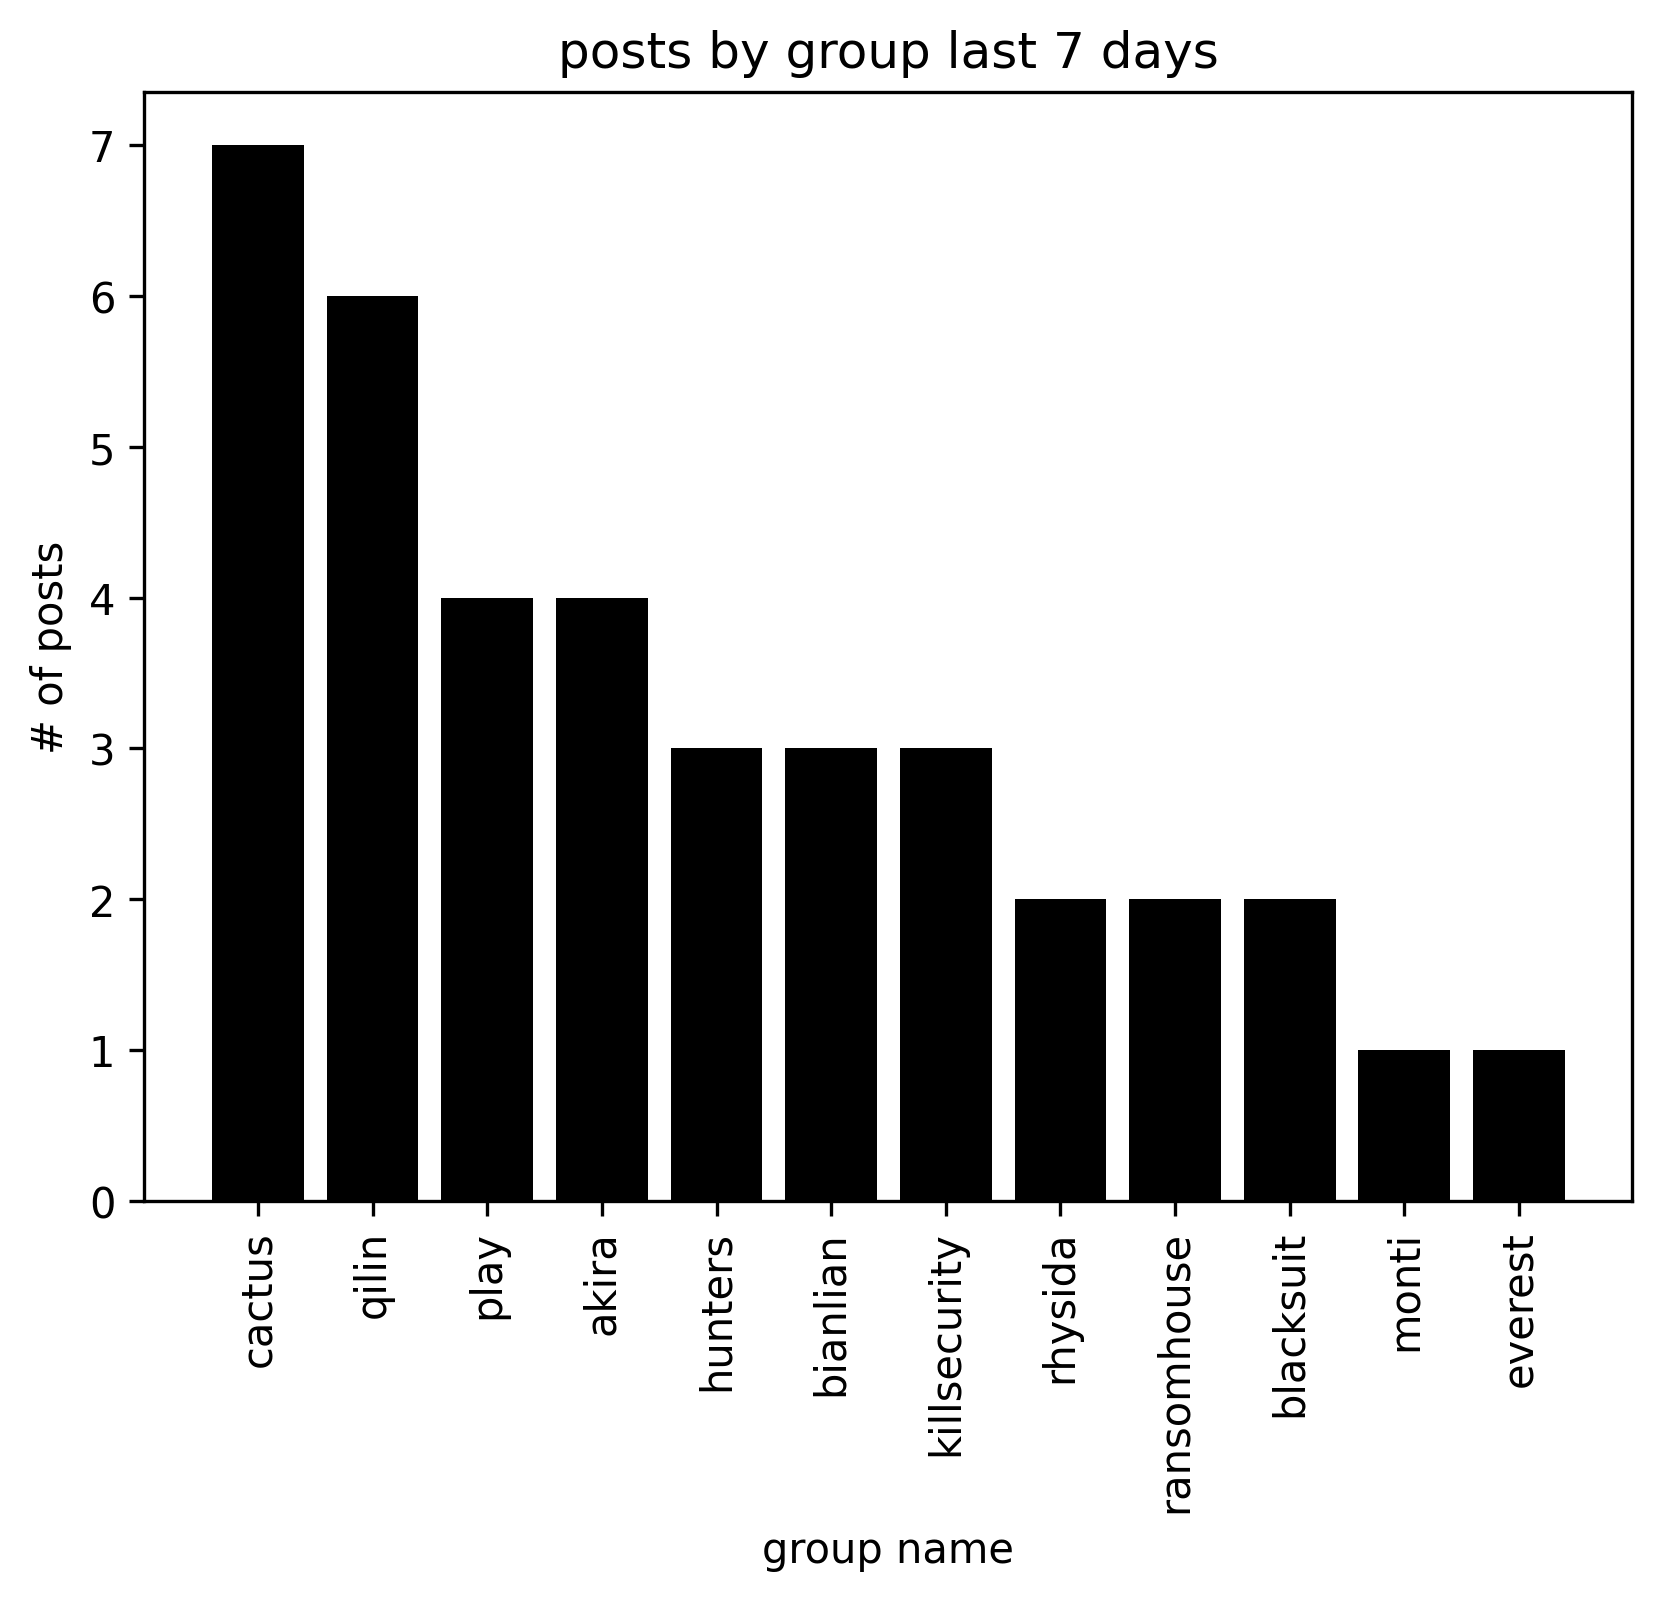 posts by group last 7 days
# of posts
7
6
5
4
3
2
1
0
cactus
qilin
play
akira
hunters
bianlian
killsecurity
rhysida
ransomhouse
blacksuit
monti
everest
group name